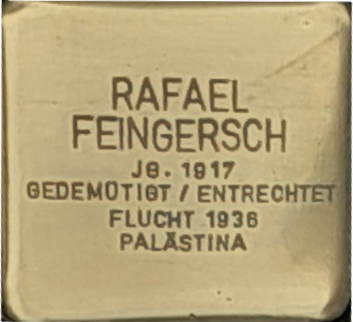 RAFAEL
FEINGERSCH
JG. 1917
GEDEMÜTIGT / ENTRECHTET
FLUCHT 1936
PALÄSTINA